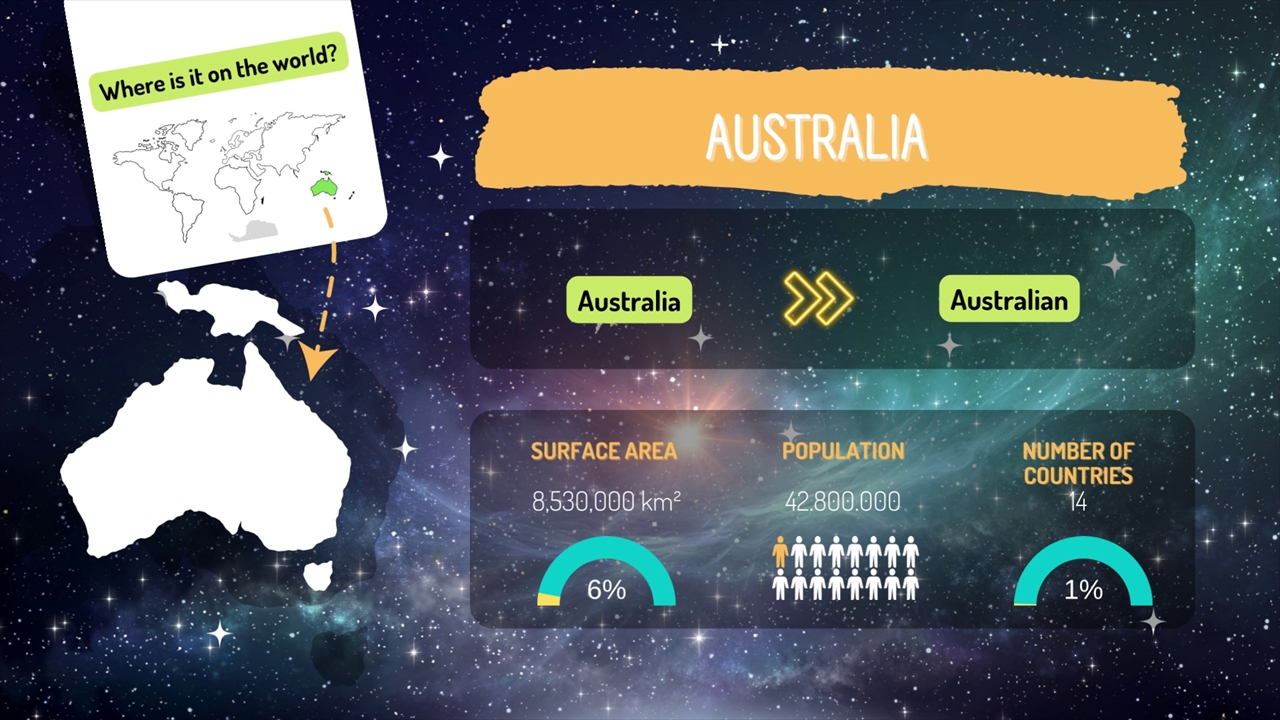 Where is it on the world?
AUSTRALIA
Australia
Australian
SURFACE AREA
8,530,000 km²
6%
POPULATION
42.800.000
NUMBER OF
COUNTRIES
14
1%